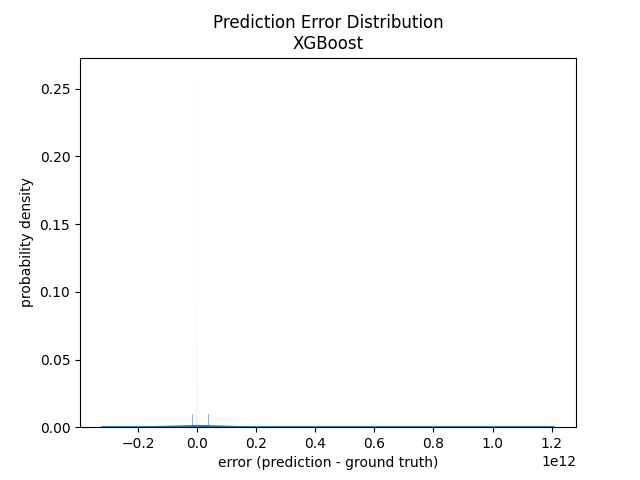 Prediction Error Distribution
XGBoost
0.25
0.20
0.15
0.10
0.05
0.00
probability density
−0.2 0.0 0.2 0.4 0.6 0.8 1.0 1.2
1e12
error (prediction - ground truth)